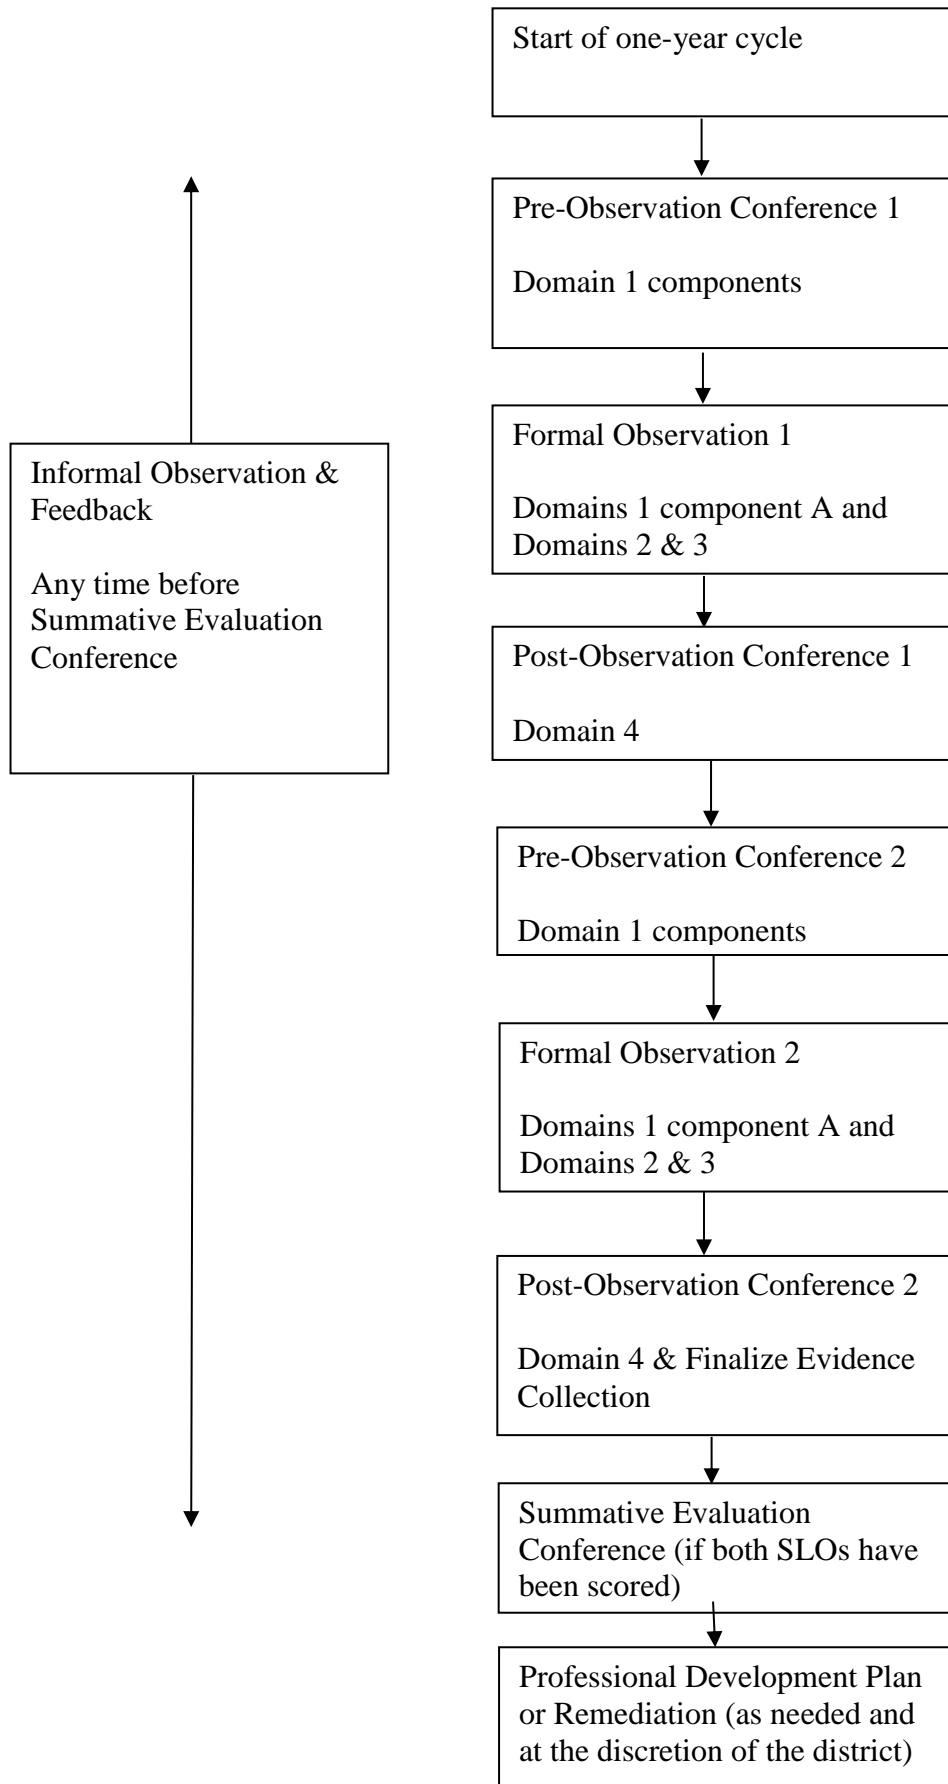 Start of one-year cycle
Pre-Observation Conference 1
Domain 1 components
Formal Observation 1
Domains 1 component A and
Domains 2 & 3
Informal Observation &
Feedback
Any time before
Summative Evaluation
Conference
Post-Observation Conference 1
Domain 4
Pre-Observation Conference 2
Domain 1 components
Formal Observation 2
Domains 1 component A and
Domains 2 & 3
Post-Observation Conference 2
Domain 4 & Finalize Evidence
Collection
Summative Evaluation
Conference (if both SLOs have
been scored)
Professional Development Plan
or Remediation (as needed and
at the discretion of the district)